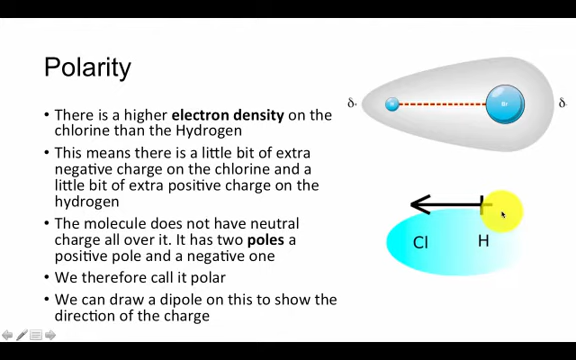 Polarity
• There is a higher electron density on the
chlorine than the Hydrogen
• This means there is a little bit of extra
negative charge on the chlorine and a
little bit of extra positive charge on the
hydrogen
• The molecule does not have neutral
charge all over it. It has two poles a
positive pole and a negative one
• We therefore call it polar
• We can draw a dipole on this to show the
direction of the charge
δ-
Br
δ-
Cl
H